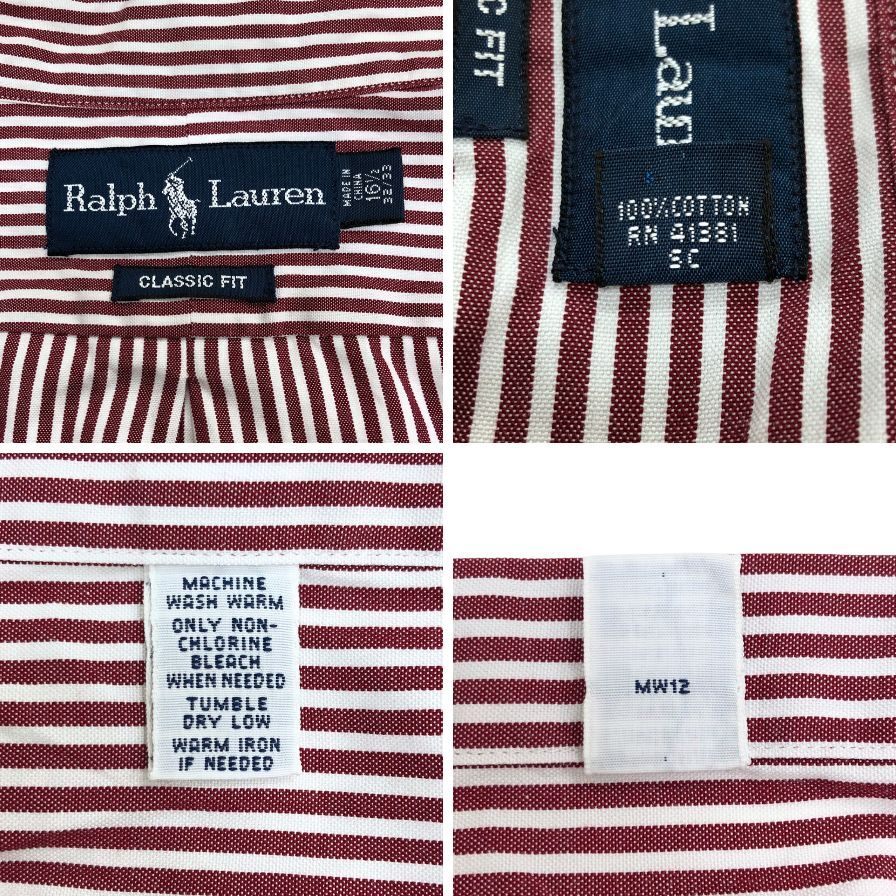 Ralph Lauren
MADE IN
CHINA
16½
32/33
CLASSIC FIT
C FIT
Laur
100% COTTON
RN 41381
SC
MACHINE
WASH WARM
ONLY NON-
CHLORINE
BLEACH
WHEN NEEDED
TUMBLE
DRY LOW
WARM IRON
IF NEEDED
MW12